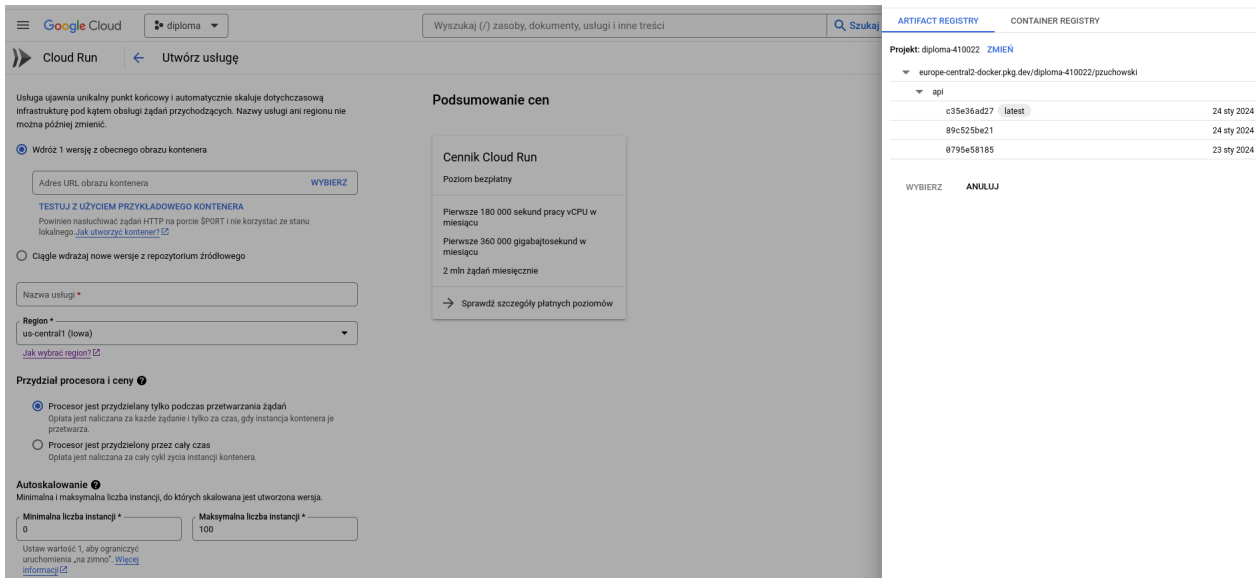 Google Cloud
diploma
Wyszukaj (/) zasoby, dokumenty, usługi i inne treści
Szukaj
Cloud Run
Utwórz usługę
Usługa ujawnia unikalny punkt końcowy i automatycznie skaluje dotychczasową
infrastrukturę pod kątem obsługi żądań przychodzących. Nazwy usługi ani regionu nie
można później zmienić.
Wdróż 1 wersję z obecnego obrazu kontenera
Adres URL obrazu kontenera
WYBIERZ
TESTUJ Z UŻYCIEM PRZYKŁADOWEGO KONTENERA
Powinien nasłuchiwać żądań HTTP na porcie $PORT i nie korzystać ze stanu
lokalnego. Jak utworzyć kontener?
Ciągle wdrażaj nowe wersje z repozytorium źródłowego
Nazwa usługi *
Region *
us-central1 (Iowa)
Jak wybrać region?
Przydział procesora i ceny
Procesor jest przydzielany tylko podczas przetwarzania żądań
Opłata jest naliczana za każde żądanie i tylko za czas, gdy instancja kontenera je
przetwarza.
Procesor jest przydzielony przez cały czas
Opłata jest naliczana za cały cykl życia instancji kontenera.
Autoskalowanie
Minimalna i maksymalna liczba instancji, do których skalowana jest utworzona wersja.
Minimalna liczba instancji *
0
Maksymalna liczba instancji *
100
Ustaw wartość 1, aby ograniczyć
uruchomienia „na zimno”. Więcej
informacji
Podsumowanie cen
Cennik Cloud Run
Poziom bezpłatny
Pierwsze 180 000 sekund pracy vCPU w
miesiącu
Pierwsze 360 000 gigabajtosekund w
miesiącu
2 mln żądań miesięcznie
Sprawdź szczegóły płatnych poziomów
ARTIFACT REGISTRY
CONTAINER REGISTRY
Projekt: diploma-410022 ZMIEŃ
europe-central2-docker.pkg.dev/diploma-410022/pzuchowski
api
c35e36ad27 latest 24 sty 2024
89c525be21 24 sty 2024
0795e58185 23 sty 2024
WYBIERZ ANULUJ